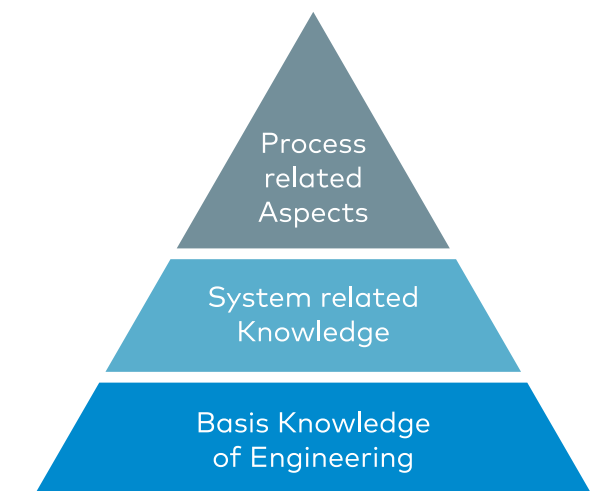 Process
related
Aspects
System related
Knowledge
Basis Knowledge
of Engineering